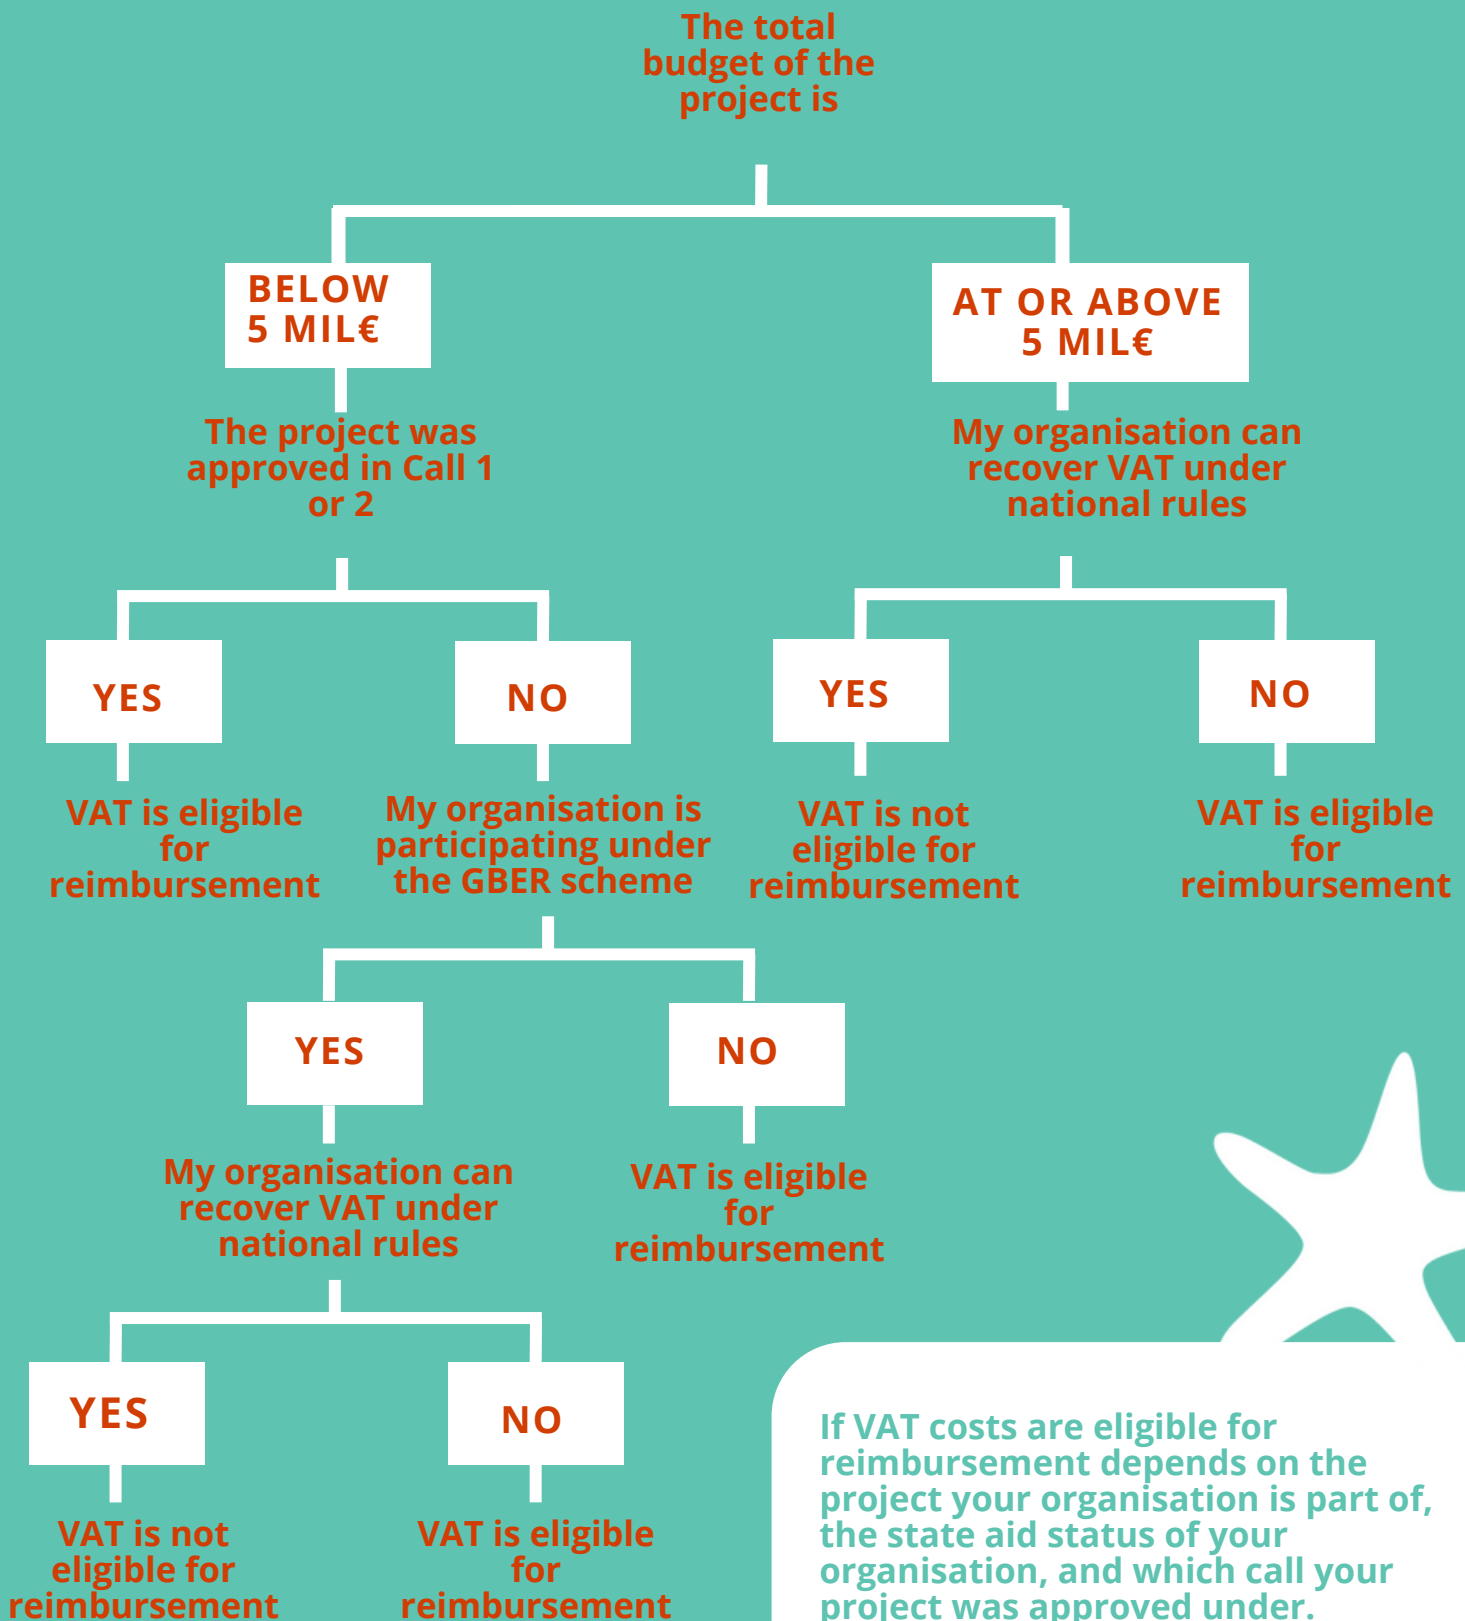 The total
budget of the
project is
BELOW
5 MIL€
AT OR ABOVE
5 MIL€
The project was
approved in Call 1
or 2
My organisation can
recover VAT under
national rules
YES
NO
YES
NO
VAT is eligible
for
reimbursement
My organisation is
participating under
the GBER scheme
VAT is not
eligible for
reimbursement
VAT is eligible
for
reimbursement
YES
NO
My organisation can
recover VAT under
national rules
VAT is eligible
for
reimbursement
YES
NO
VAT is not
eligible for
reimbursement
VAT is eligible
for
reimbursement
If VAT costs are eligible for
reimbursement depends on the
project your organisation is part of,
the state aid status of your
organisation, and which call your
project was approved under.